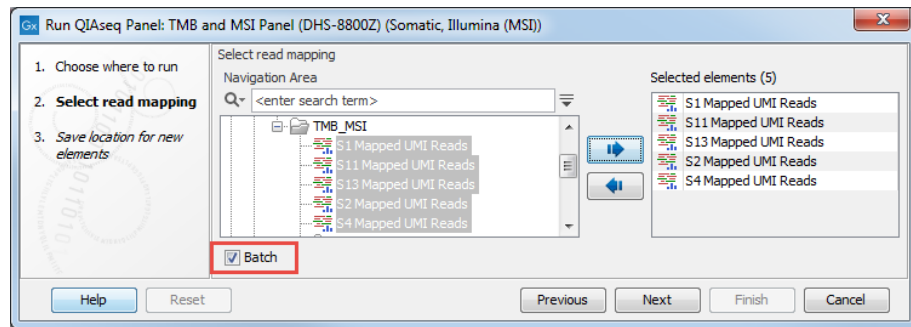 Gx Run QIAseq Panel: TMB and MSI Panel (DHS-8800Z) (Somatic, Illumina (MSI))
1. Choose where to run
2. Select read mapping
3. Save location for new
elements
Select read mapping
Navigation Area
<enter search term>
TMB_MSI
S1 Mapped UMI Reads
S11 Mapped UMI Reads
S13 Mapped UMI Reads
S2 Mapped UMI Reads
S4 Mapped UMI Reads
Batch
Selected elements (5)
S1 Mapped UMI Reads
S11 Mapped UMI Reads
S13 Mapped UMI Reads
S2 Mapped UMI Reads
S4 Mapped UMI Reads
Help Reset Previous Next Finish Cancel